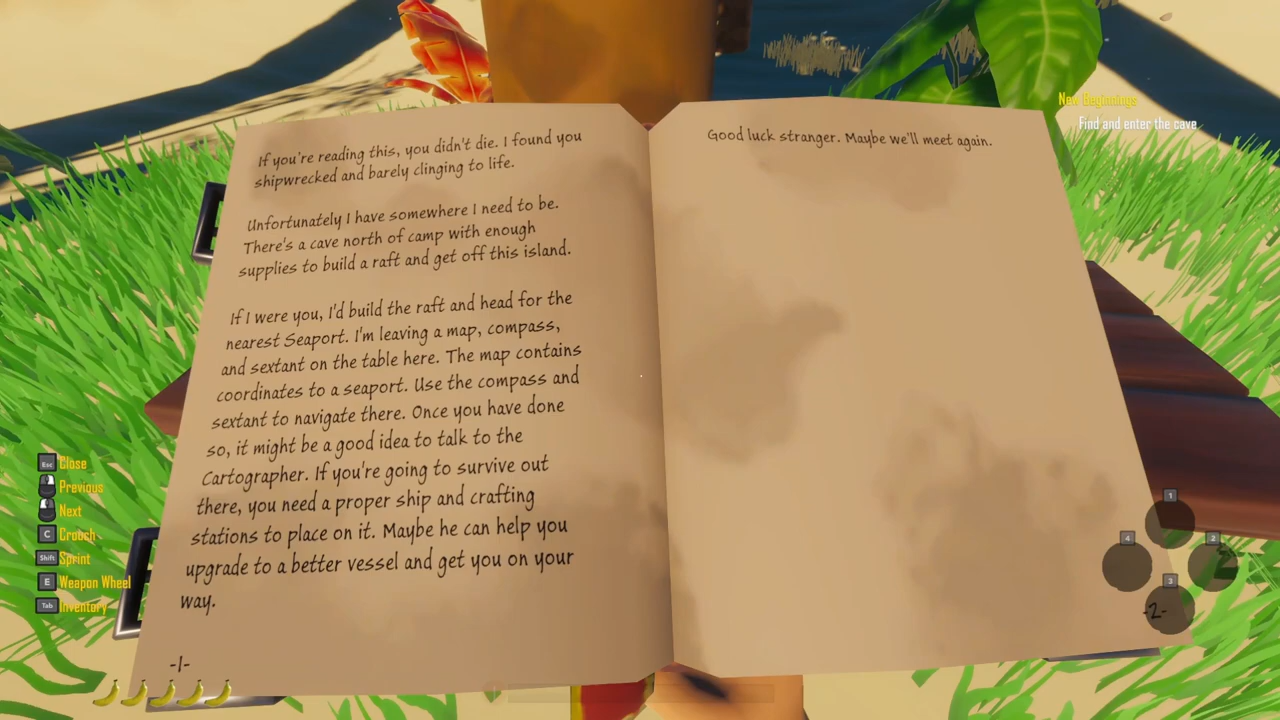 If you're reading this, you didn't die. I found you
shipwrecked and barely clinging to life.
Unfortunately I have somewhere I need to be.
There's a cave north of camp with enough
supplies to build a raft and get off this island.
If I were you, I'd build the raft and head for the
nearest Seaport. I'm leaving a map, compass,
and sextant on the table here. The map contains
coordinates to a seaport. Use the compass and
sextant to navigate there. Once you have done
so, it might be a good idea to talk to the
Cartographer. If you're going to survive out
there, you need a proper ship and crafting
stations to place on it. Maybe he can help you
upgrade to a better vessel and get you on your
way.
-1-
Good luck stranger. Maybe we'll meet again.
-2-
New Beginnings
Find and enter the cave
Esc Close
Previous
Next
C Crouch
Shift Sprint
E Weapon Wheel
Tab Inventory
1
4
2
3